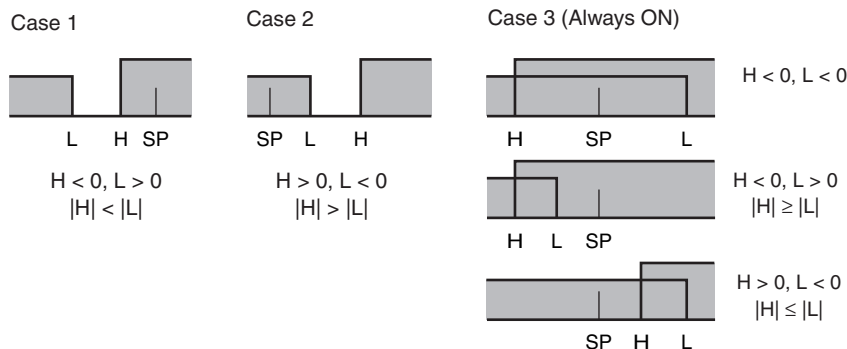 Case 1
L H SP
H < 0, L > 0
|H| < |L|
Case 2
SP L H
H > 0, L < 0
|H| > |L|
Case 3 (Always ON)
H SP L
H < 0, L < 0
H L SP
H < 0, L > 0
|H| ≥ |L|
SP H L
H > 0, L < 0
|H| ≤ |L|